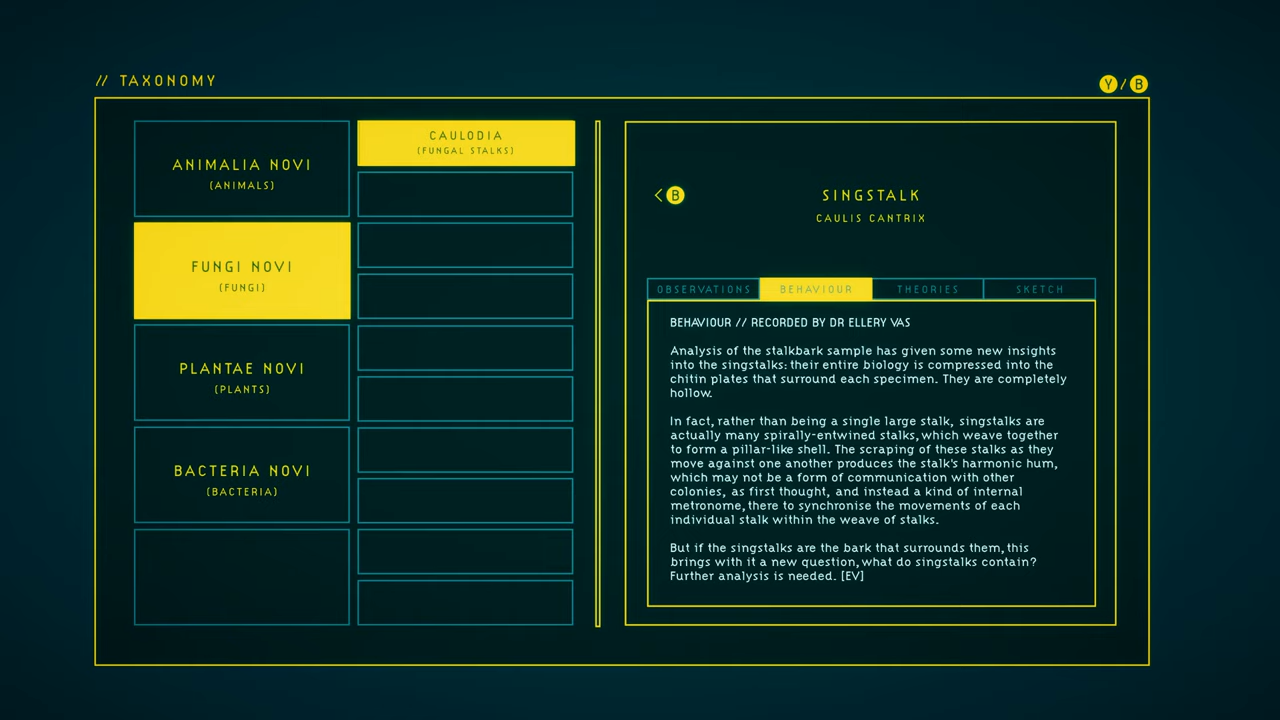 // TAXONOMY
Y / B
ANIMALIA NOVI
(ANIMALS)
FUNGI NOVI
(FUNGI)
PLANTAE NOVI
(PLANTS)
BACTERIA NOVI
(BACTERIA)
CAULODIA
(FUNGAL STALKS)
< B
SINGSTALK
CAULIS CANTRIX
OBSERVATIONS
BEHAVIOUR
THEORIES
SKETCH
BEHAVIOUR // RECORDED BY DR ELLERY VAS
Analysis of the stalkbark sample has given some new insights
into the singstalks: their entire biology is compressed into the
chitin plates that surround each specimen. They are completely
hollow.
In fact, rather than being a single large stalk, singstalks are
actually many spirally-entwined stalks, which weave together
to form a pillar-like shell. The scraping of these stalks as they
move against one another produces the stalk's harmonic hum,
which may not be a form of communication with other
colonies, as first thought, and instead a kind of internal
metronome, there to synchronise the movements of each
individual stalk within the weave of stalks.
But if the singstalks are the bark that surrounds them, this
brings with it a new question, what do singstalks contain?
Further analysis is needed. [EV]